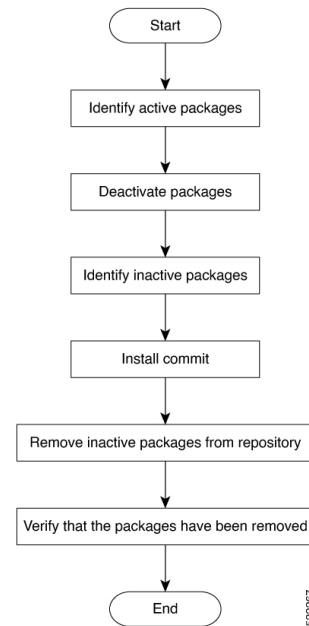 Start
Identify active packages
Deactivate packages
Identify inactive packages
Install commit
Remove inactive packages from repository
Verify that the packages have been removed
End